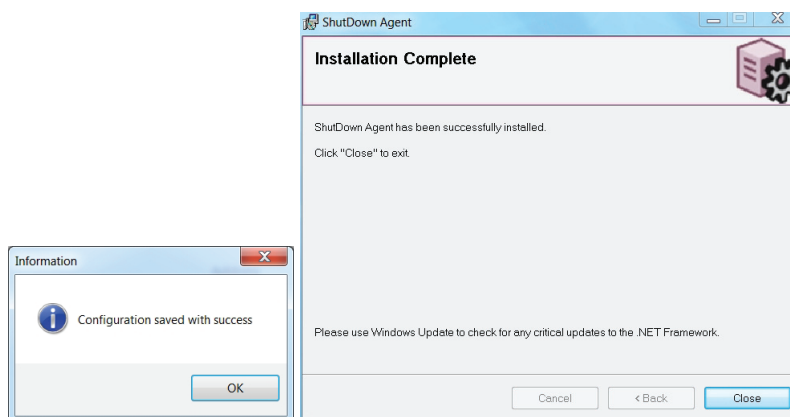 ShutDown Agent
Installation Complete
ShutDown Agent has been successfully installed.
Click "Close" to exit.
Please use Windows Update to check for any critical updates to the .NET Framework.
Cancel
< Back
Close
Information
Configuration saved with success
OK